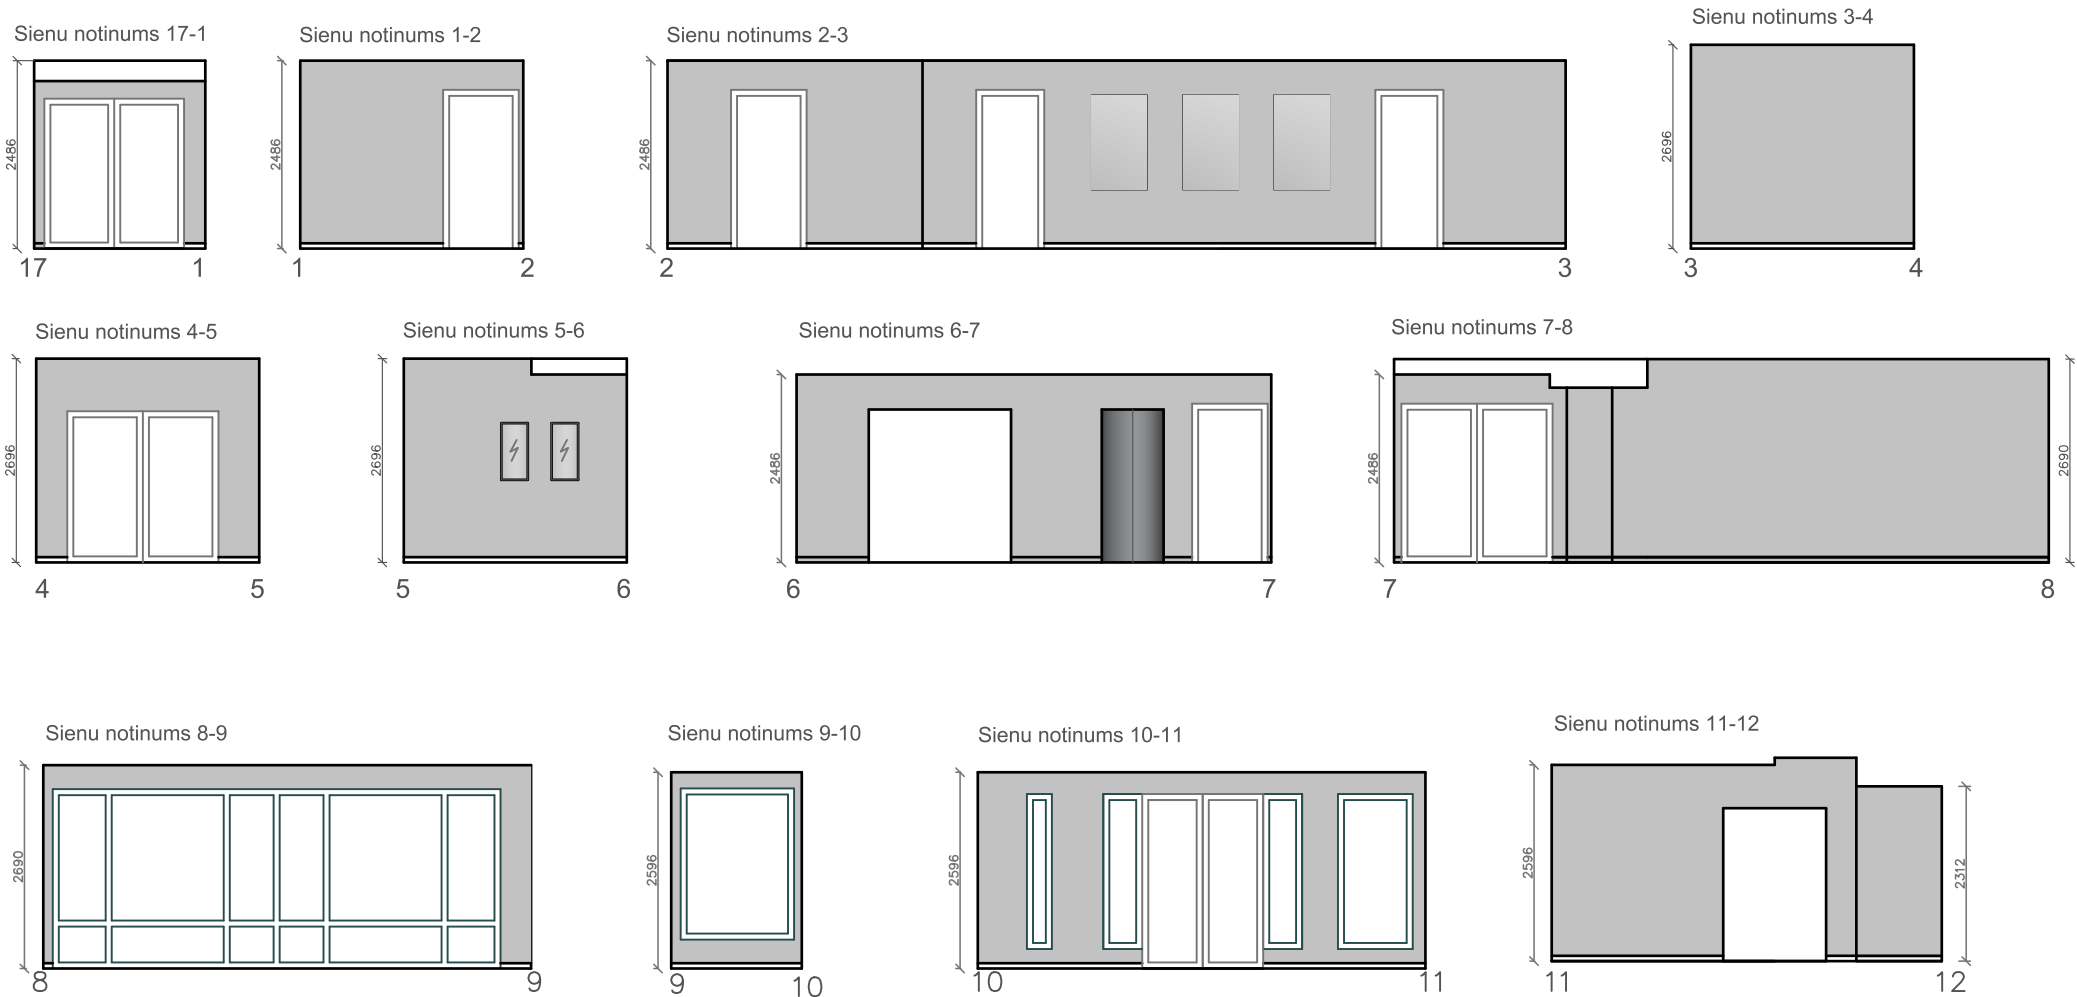 Sienu notinums 17-1
Sienu notinums 1-2
Sienu notinums 2-3
Sienu notinums 3-4
2486
2486
2486
2696
17 1
1 2
2 3
3 4
Sienu notinums 4-5
Sienu notinums 5-6
Sienu notinums 6-7
Sienu notinums 7-8
2696
2696
2486
2486
2690
4 5
5 6
6 7
7 8
Sienu notinums 8-9
Sienu notinums 9-10
Sienu notinums 10-11
Sienu notinums 11-12
2690
2596
2596
2596
2312
8 9
9 10
10 11
11 12